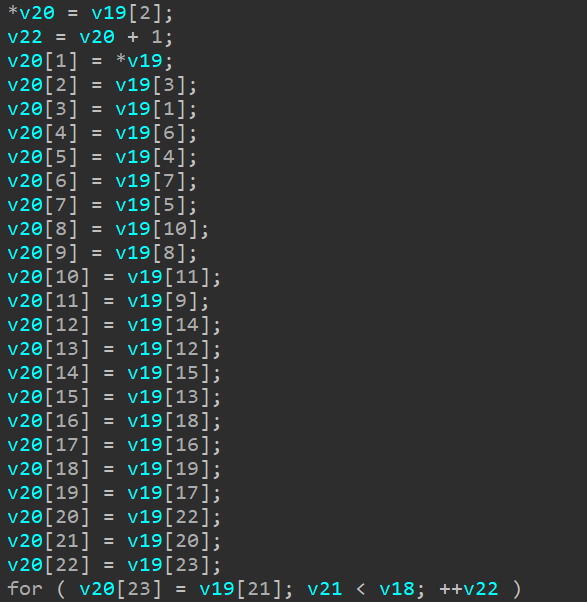 *v20 = v19[2];
v22 = v20 + 1;
v20[1] = *v19;
v20[2] = v19[3];
v20[3] = v19[1];
v20[4] = v19[6];
v20[5] = v19[4];
v20[6] = v19[7];
v20[7] = v19[5];
v20[8] = v19[10];
v20[9] = v19[8];
v20[10] = v19[11];
v20[11] = v19[9];
v20[12] = v19[14];
v20[13] = v19[12];
v20[14] = v19[15];
v20[15] = v19[13];
v20[16] = v19[18];
v20[17] = v19[16];
v20[18] = v19[19];
v20[19] = v19[17];
v20[20] = v19[22];
v20[21] = v19[20];
v20[22] = v19[23];
for ( v20[23] = v19[21]; v21 < v18; ++v22 )